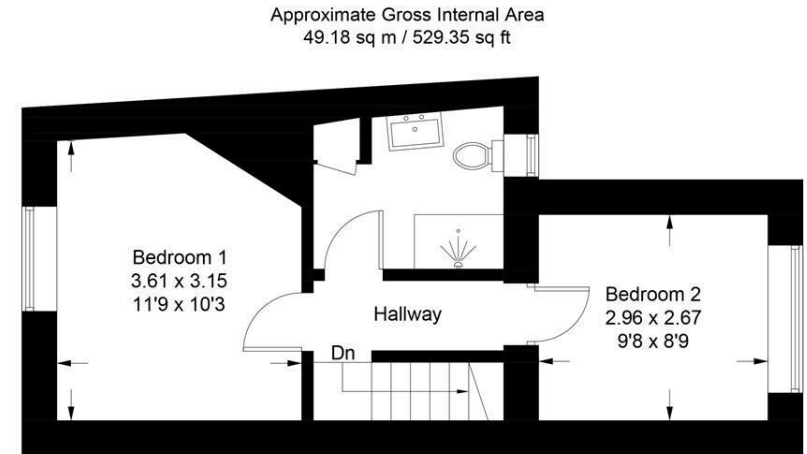 Approximate Gross Internal Area
49.18 sq m / 529.35 sq ft
Bedroom 1
3.61 x 3.15
11'9 x 10'3
Hallway
Dn
Bedroom 2
2.96 x 2.67
9'8 x 8'9